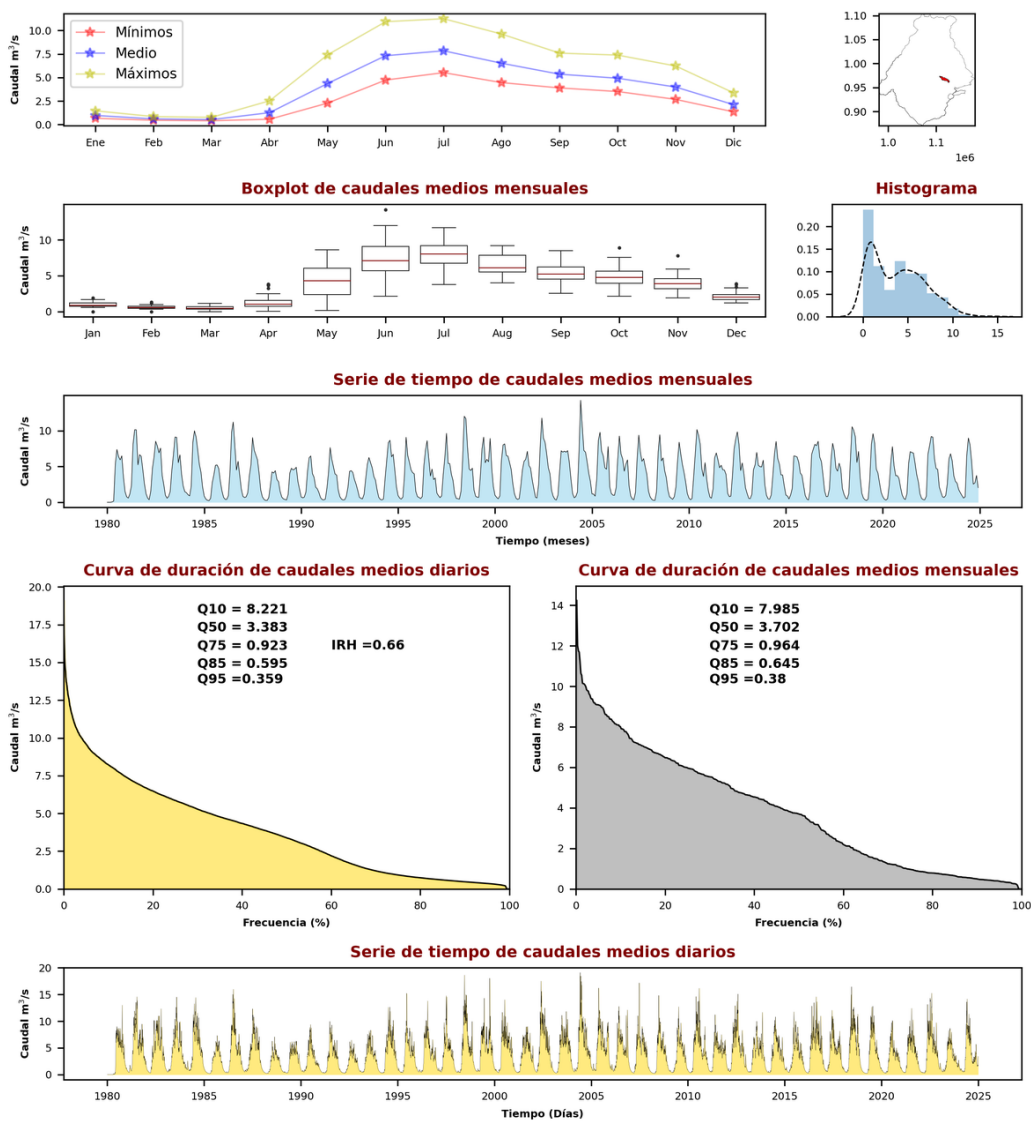 Caudal m³/s
10.0
7.5
5.0
2.5
0.0
Mínimos
Medio
Máximos
Ene Feb Mar Abr May Jun jul Ago Sep Oct Nov Dic
1.10
1.05
1.00
0.95
0.90
1.0 1.1
1e6
Boxplot de caudales medios mensuales
Caudal m³/s
10
5
0
Jan Feb Mar Apr May Jun Jul Aug Sep Oct Nov Dec
Histograma
0.20
0.15
0.10
0.05
0.00
0 5 10 15
Serie de tiempo de caudales medios mensuales
Caudal m³/s
10
5
0
1980 1985 1990 1995 2000 2005 2010 2015 2020 2025
Tiempo (meses)
Curva de duración de caudales medios diarios
Caudal m³/s
20.0
17.5
15.0
12.5
10.0
7.5
5.0
2.5
0.0
Q10 = 8.221
Q50 = 3.383
Q75 = 0.923 IRH =0.66
Q85 = 0.595
Q95 =0.359
0 20 40 60 80 100
Frecuencia (%)
Curva de duración de caudales medios mensuales
Caudal m³/s
14
12
10
8
6
4
2
0
Q10 = 7.985
Q50 = 3.702
Q75 = 0.964
Q85 = 0.645
Q95 =0.38
0 20 40 60 80 100
Frecuencia (%)
Serie de tiempo de caudales medios diarios
Caudal m³/s
20
15
10
5
0
1980 1985 1990 1995 2000 2005 2010 2015 2020 2025
Tiempo (Días)